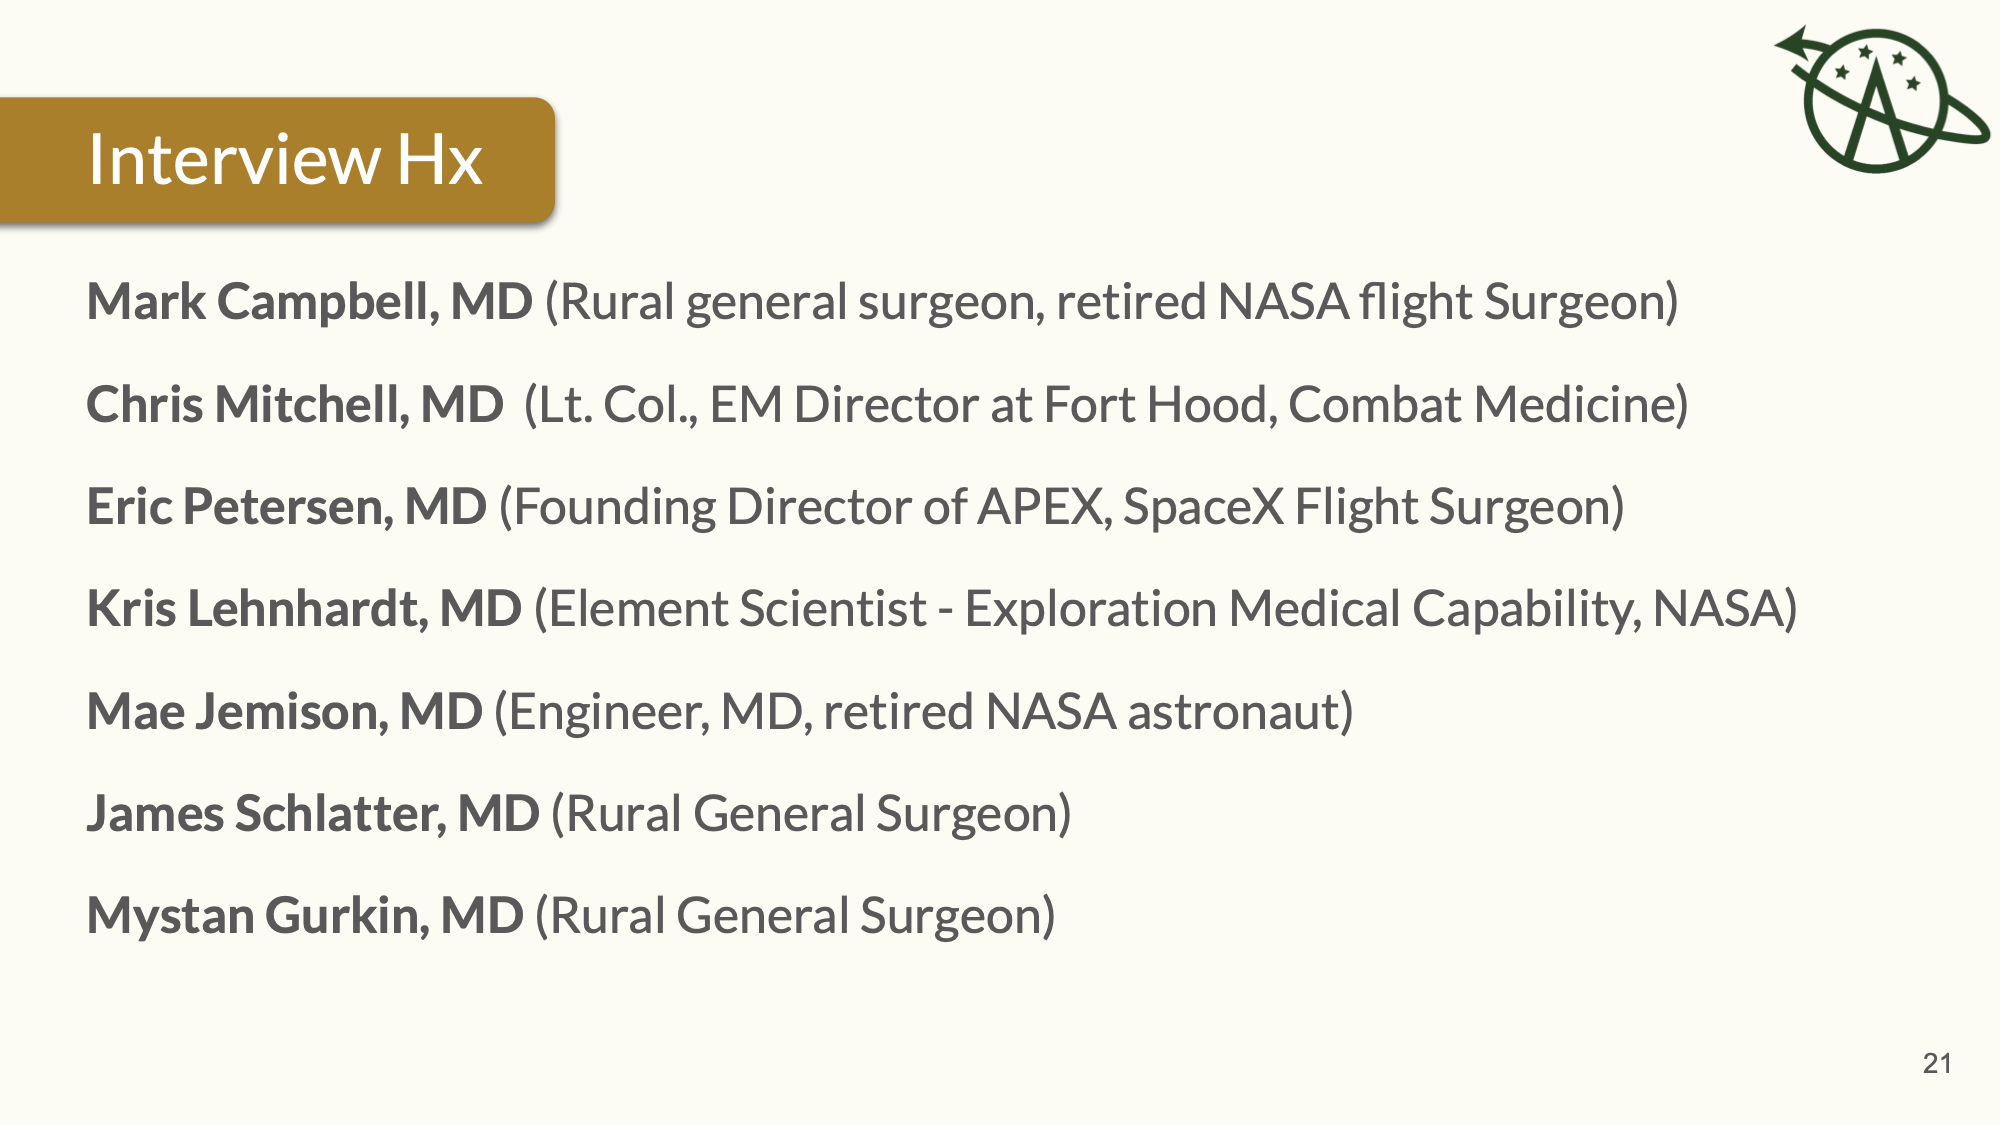 Interview Hx
Mark Campbell, MD (Rural general surgeon, retired NASA flight Surgeon)
Chris Mitchell, MD  (Lt. Col., EM Director at Fort Hood, Combat Medicine)
Eric Petersen, MD (Founding Director of APEX, SpaceX Flight Surgeon)
Kris Lehnhardt, MD (Element Scientist - Exploration Medical Capability, NASA)
Mae Jemison, MD (Engineer, MD, retired NASA astronaut)
James Schlatter, MD (Rural General Surgeon)
Mystan Gurkin, MD (Rural General Surgeon)
21